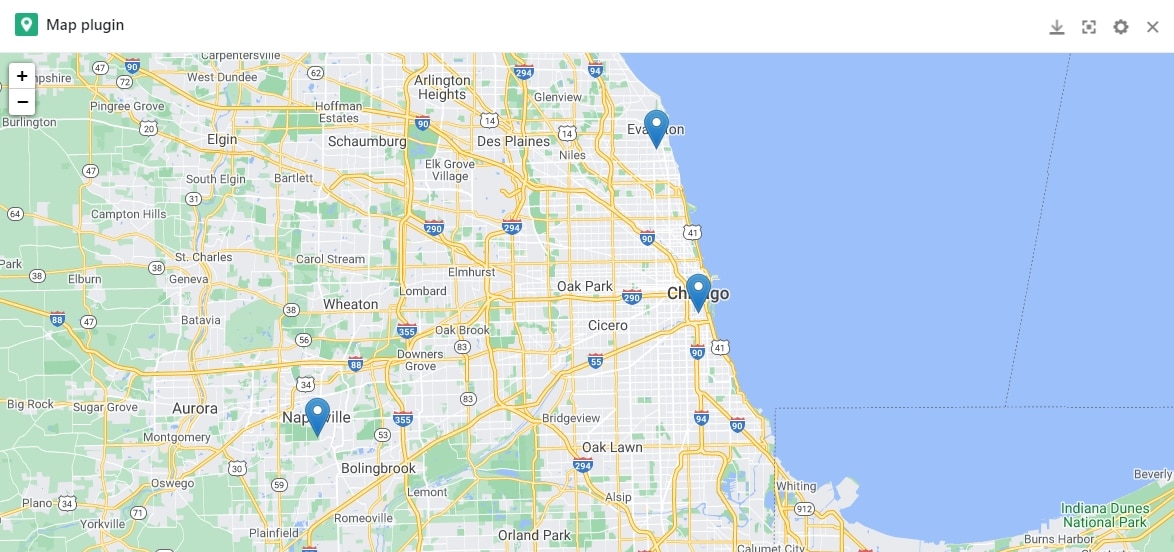 Map plugin
+
−
Carpentersville
47
90
72
West Dundee
62
Arlington
Heights
294
94
Glenview
Pingree Grove
Hoffman
Estates
Burlington
20
90
14
14
Evanston
Elgin
Schaumburg
Des Plaines
Niles
47
Elk Grove
Village
South Elgin
Bartlett
31
64
Campton Hills
290
294
90
41
Park
38
38
St. Charles
Carol Stream
Elburn
Geneva
Elmhurst
Oak Park
290
Chicago
Lombard
Wheaton
38
88
47
Batavia
355
Oak Brook
Cicero
56
83
41
Downers
Grove
88
55
90
34
83
Big Rock
Sugar Grove
Aurora
Naperville
355
Bridgeview
94
90
Montgomery
53
Oak Lawn
30
Bolingbrook
294
Beverly
Oswego
59
Lemont
Whiting
Alsip
Plano
34
71
Romeoville
912
Indiana Dunes
National Park
Yorkville
Plainfield
Orland Park
Burns Harbor
Calumet City